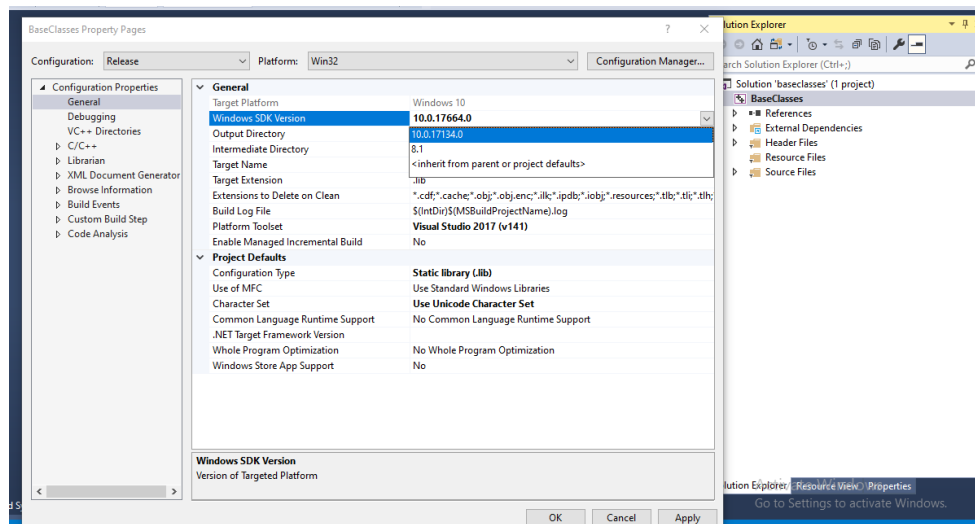 BaseClasses Property Pages
Configuration: Release Platform: Win32 Configuration Manager...
Configuration Properties
General
Debugging
VC++ Directories
C/C++
Librarian
XML Document Generator
Browse Information
Build Events
Custom Build Step
Code Analysis
General
Target Platform Windows 10
Windows SDK Version 10.0.17664.0
Output Directory 10.0.17134.0
Intermediate Directory 8.1
Target Name <inherit from parent or project defaults>
Target Extension .lib
Extensions to Delete on Clean *.cdf;*.cache;*.obj;*.obj.enc;*.ilk;*.ipdb;*.iobj;*.resources;*.tlb;*.tli;*.tlh;
Build Log File $(IntDir)$(MSBuildProjectName).log
Platform Toolset Visual Studio 2017 (v141)
Enable Managed Incremental Build No
Project Defaults
Configuration Type Static library (.lib)
Use of MFC Use Standard Windows Libraries
Character Set Use Unicode Character Set
Common Language Runtime Support No Common Language Runtime Support
.NET Target Framework Version
Whole Program Optimization No Whole Program Optimization
Windows Store App Support No
Windows SDK Version
Version of Targeted Platform
OK Cancel Apply
lution Explorer
arch Solution Explorer (Ctrl+;)
Solution 'baseclasses' (1 project)
BaseClasses
References
External Dependencies
Header Files
Resource Files
Source Files
lution Explorer Resource View Properties
Activate Windows
Go to Settings to activate Windows.